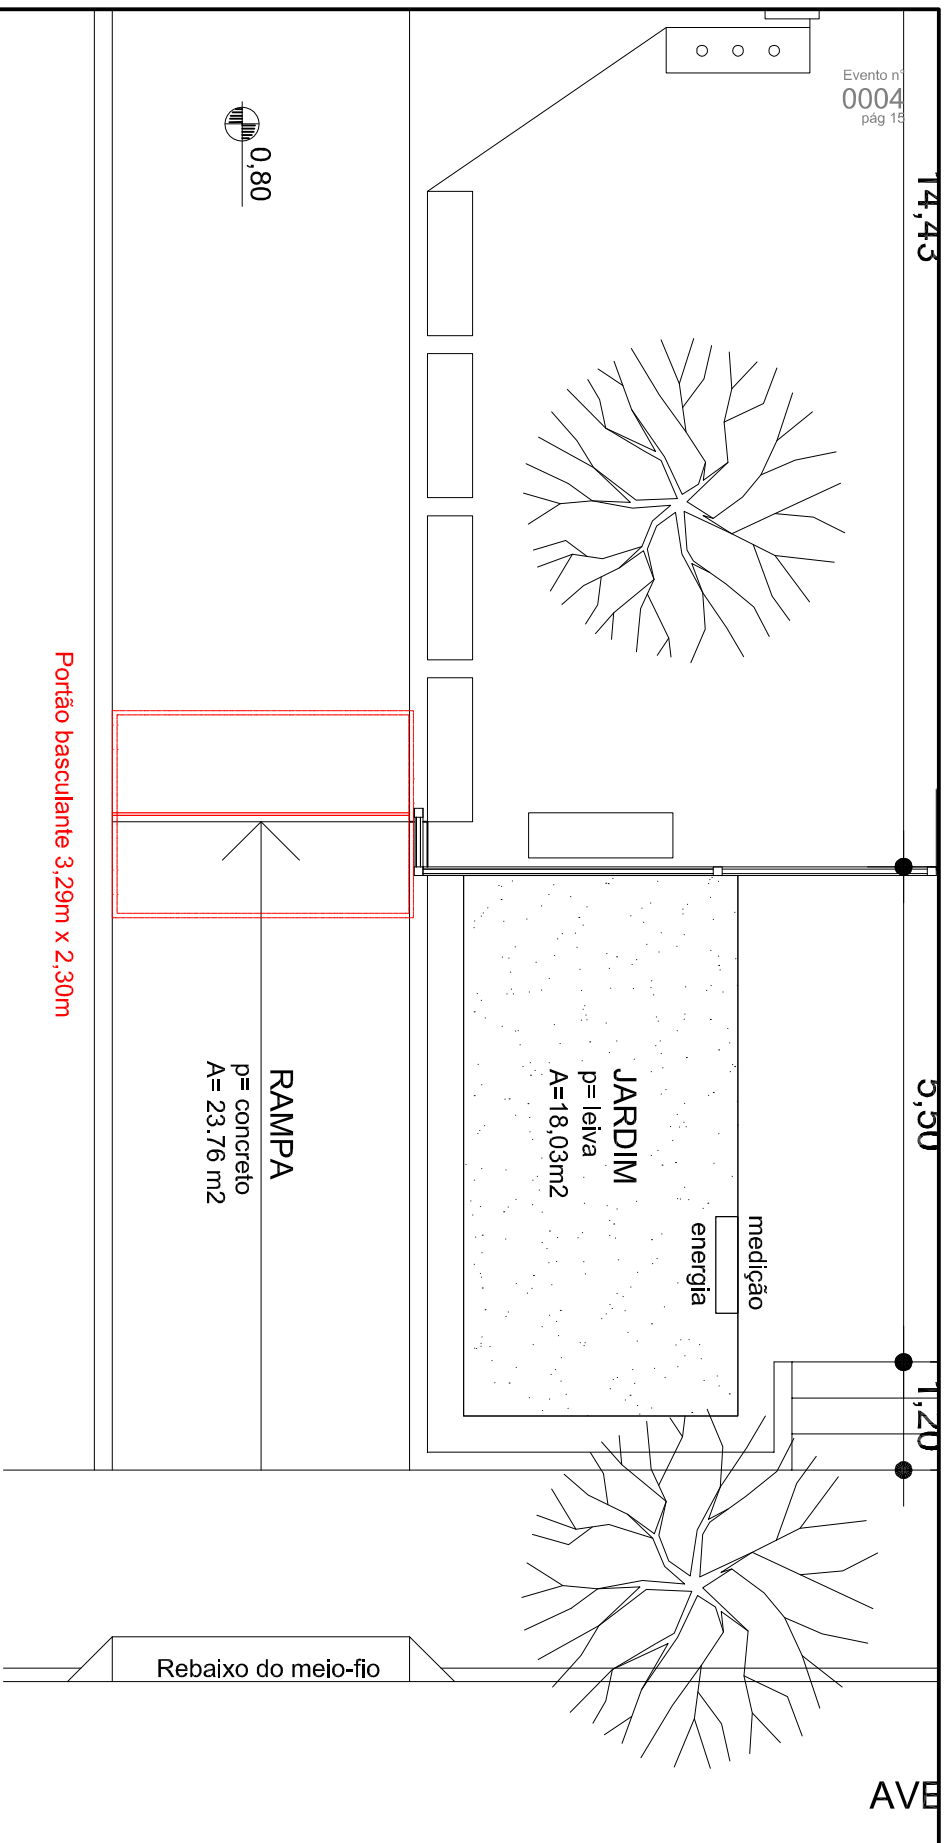 Evento n°
0004
pág 15
14,43
0,80
Portão basculante 3,29m x 2,30m
RAMPA
p= concreto
A= 23.76 m2
JARDIM
p= leiva
A=18,03m2
medição
energia
5,50
1,20
Rebaixo do meio-fio
AVE